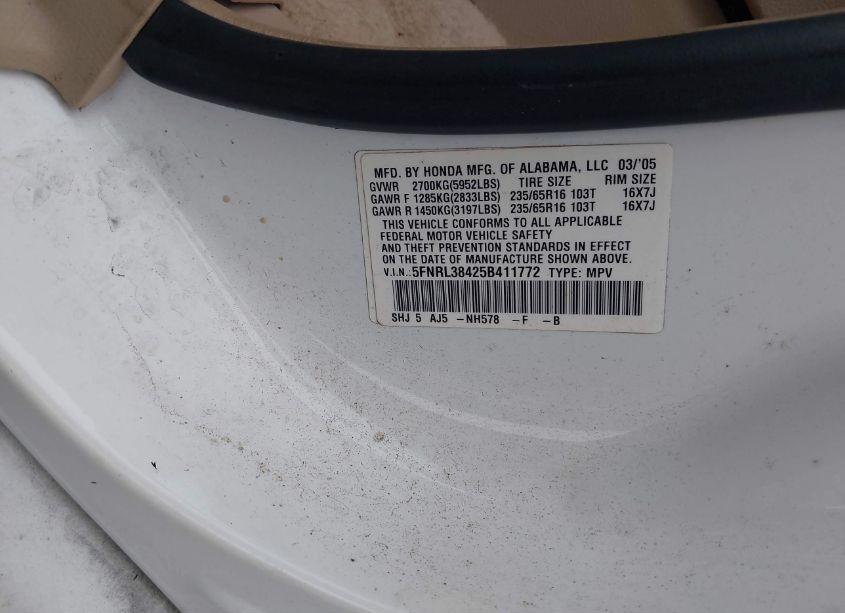 MFD. BY HONDA MFG. OF ALABAMA, LLC 03/'05
GVWR 2700KG(5952LBS) TIRE SIZE RIM SIZE
GAWR F 1285KG(2833LBS) 235/65R16 103T 16X7J
GAWR R 1450KG(3197LBS) 235/65R16 103T 16X7J
THIS VEHICLE CONFORMS TO ALL APPLICABLE
FEDERAL MOTOR VEHICLE SAFETY
AND THEFT PREVENTION STANDARDS IN EFFECT
ON THE DATE OF MANUFACTURE SHOWN ABOVE.
V.I.N.:5FNRL38425B411772 TYPE: MPV
SHJ 5 AJ5 -NH578 -F -B